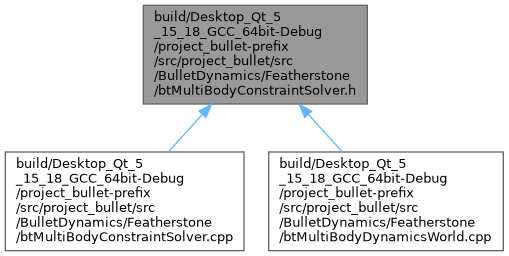 build/Desktop_Qt_5
_15_18_GCC_64bit-Debug
/project_bullet-prefix
/src/project_bullet/src
/BulletDynamics/Featherstone
/btMultiBodyConstraintSolver.h
build/Desktop_Qt_5
_15_18_GCC_64bit-Debug
/project_bullet-prefix
/src/project_bullet/src
/BulletDynamics/Featherstone
/btMultiBodyConstraintSolver.cpp
build/Desktop_Qt_5
_15_18_GCC_64bit-Debug
/project_bullet-prefix
/src/project_bullet/src
/BulletDynamics/Featherstone
/btMultiBodyDynamicsWorld.cpp